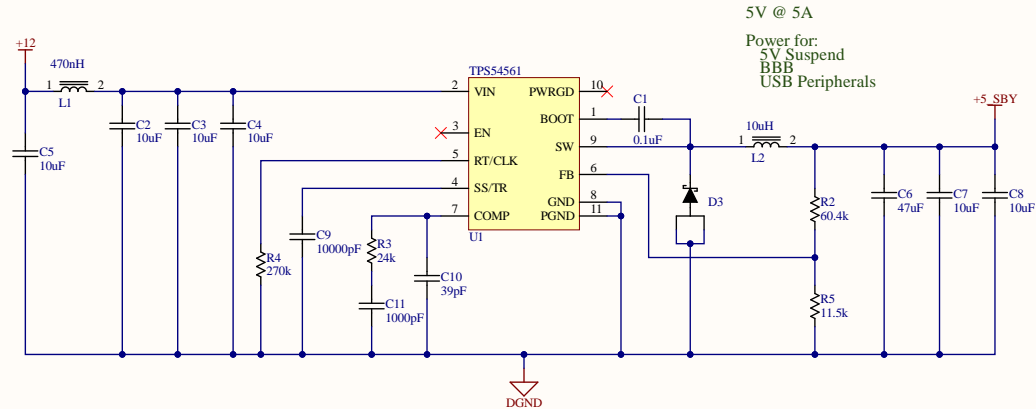 5V @ 5A
Power for:
5V Suspend
BBB
USB Peripherals
+12
470nH
1 2
L1
C5
10uF
C2
10uF
C3
10uF
C4
10uF
TPS54561
2 VIN
3 EN
5 RT/CLK
4 SS/TR
7 COMP
PWRGD 10
BOOT 1
SW 9
FB 6
GND 8
PGND 11
U1
C1
0.1uF
10uH
1 2
L2
+5_SBY
D3
R2
60.4k
R5
11.5k
C6
47uF
C7
10uF
C8
10uF
R4
270k
C9
10000pF
R3
24k
C11
1000pF
C10
39pF
DGND